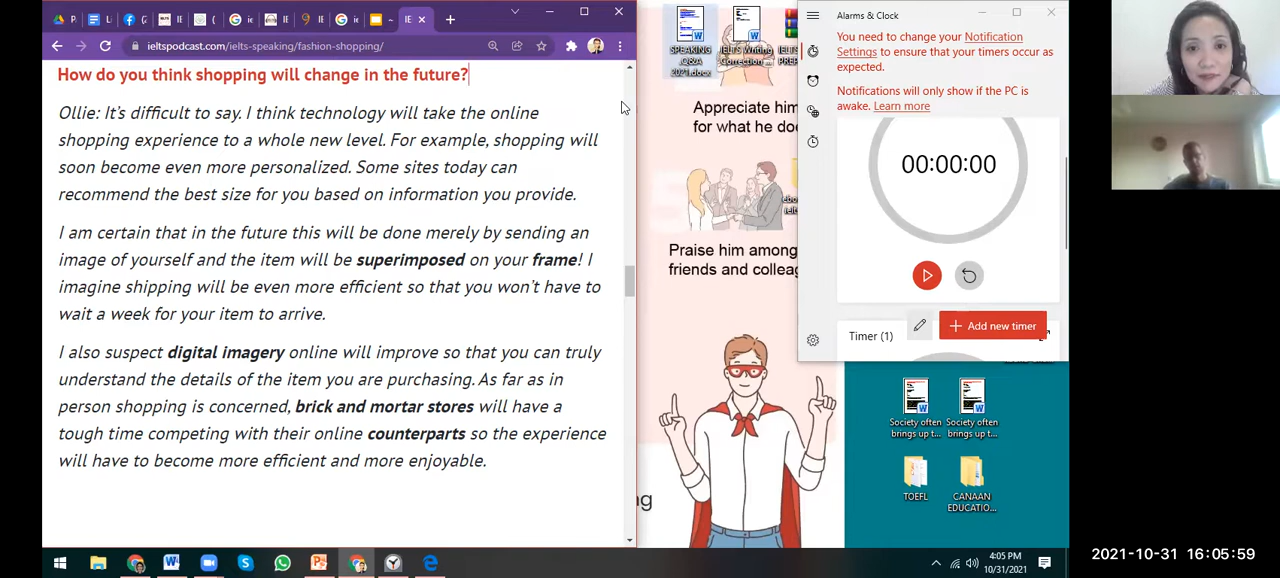 ieltspodcast.com/ielts-speaking/fashion-shopping/
How do you think shopping will change in the future?
Ollie: It's difficult to say. I think technology will take the online
shopping experience to a whole new level. For example, shopping will
soon become even more personalized. Some sites today can
recommend the best size for you based on information you provide.
I am certain that in the future this will be done merely by sending an
image of yourself and the item will be superimposed on your frame! I
imagine shipping will be even more efficient so that you won't have to
wait a week for your item to arrive.
I also suspect digital imagery online will improve so that you can truly
understand the details of the item you are purchasing. As far as in
person shopping is concerned, brick and mortar stores will have a
tough time competing with their online counterparts so the experience
will have to become more efficient and more enjoyable.
SPEAKING
Q&A
2021.docx
IELTS Writing
Correction...
IELTS
PREP
Appreciate him
for what he doe
Praise him among
friends and collea
ng
Alarms & Clock
You need to change your Notification
Settings to ensure that your timers occur as
expected.
Notifications will only show if the PC is
awake. Learn more
00:00:00
Timer (1)
Add new timer
Society often
brings up t...
Society often
brings up t...
TOEFL
CANAAN
EDUCATIO...
4:05 PM
10/31/2021
2021-10-31 16:05:59